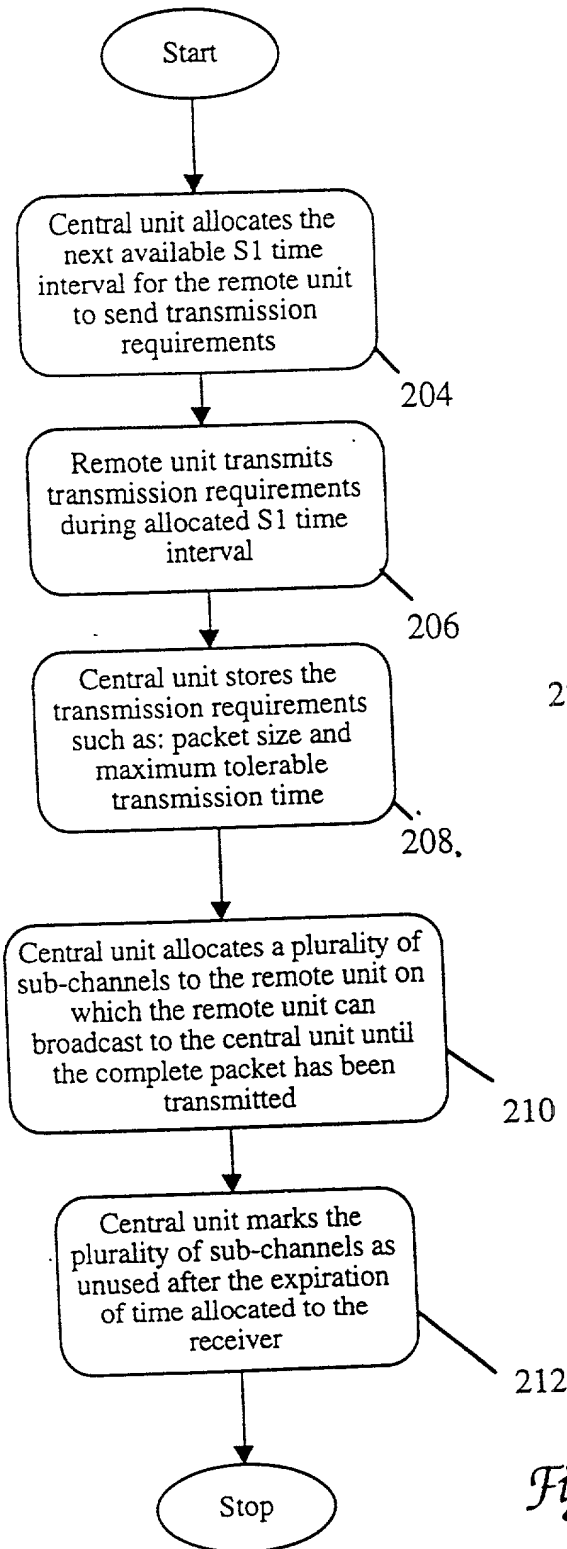 Start
Central unit allocates the
next available S1 time
interval for the remote unit
to send transmission
requirements
204
Remote unit transmits
transmission requirements
during allocated S1 time
interval
206
Central unit stores the
transmission requirements
such as: packet size and
maximum tolerable
transmission time
208
Central unit allocates a plurality of
sub-channels to the remote unit on
which the remote unit can
broadcast to the central unit until
the complete packet has been
transmitted
210
Central unit marks the
plurality of sub-channels as
unused after the expiration
of time allocated to the
receiver
212
Stop